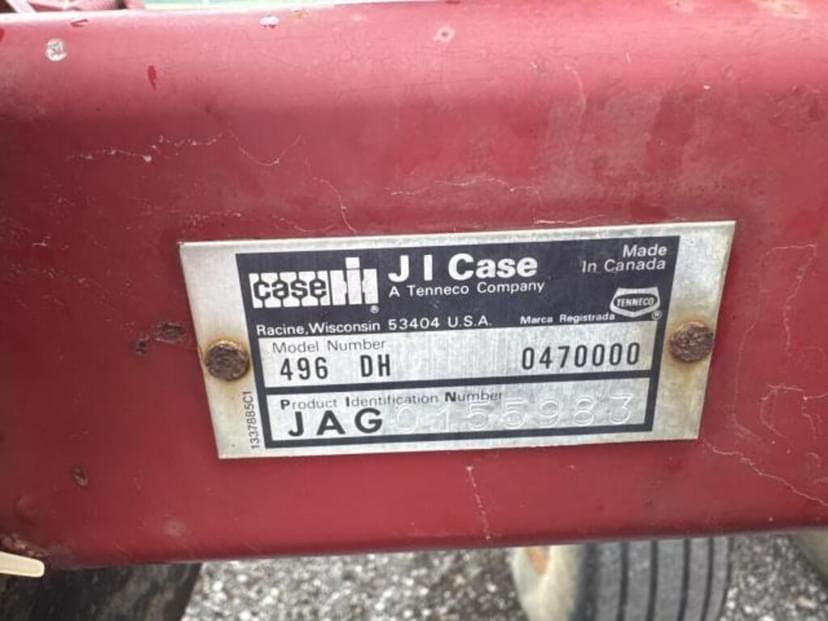 case IH
®
J I Case
A Tenneco Company
Made
In Canada
TENNECO
®
Racine, Wisconsin 53404 U.S.A.
Marca Registrada
Model Number
496 DH
0470000
Product Identification Number
JAG0155983
1337885C1